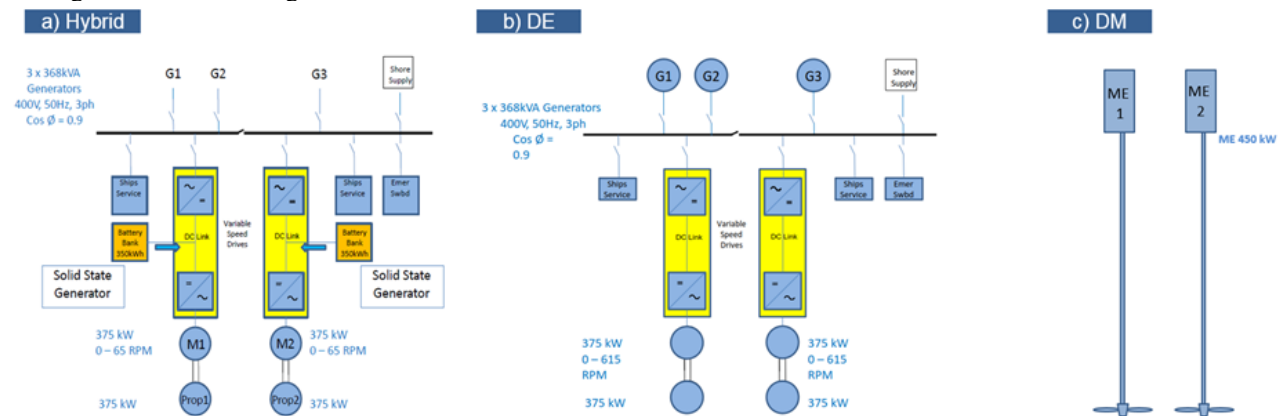 a) Hybrid
3 x 368kVA
Generators
400V, 50Hz, 3ph
Cos Ø = 0.9
G1
G2
G3
Shore
Supply
Ships
Service
Ships
Service
Emer
Swbd
Battery
Bank
350kWh
DC Link
Variable
Speed
Drives
DC Link
Battery
Bank
350kWh
Solid State
Generator
Solid State
Generator
375 kW
0 – 65 RPM
M1
M2
375 kW
0 – 65 RPM
375 kW
Prop1
Prop2
375 kW
b) DE
G1
G2
G3
Shore
Supply
3 x 368kVA Generators
400V, 50Hz, 3ph
Cos Ø =
0.9
Ships
Service
Ships
Service
Emer
Swbd
DC Link
Variable
Speed
Drives
DC Link
375 kW
0 – 615
RPM
375 kW
0 – 615
RPM
375 kW
375 kW
c) DM
ME
1
ME
2
ME 450 kW